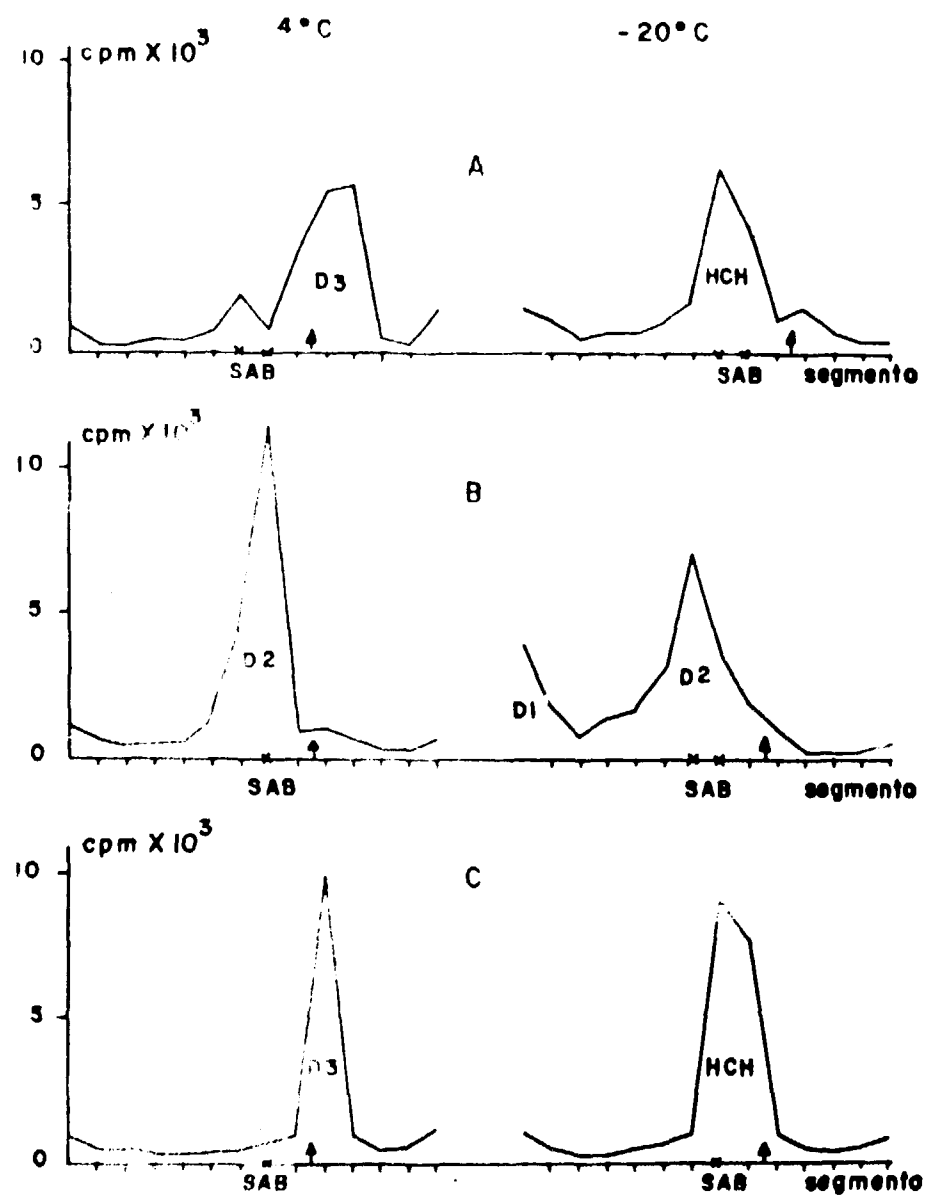 4°C -20°C
cpm X 10³
10
A
5
D3 HCH
0
SAB SAB segmento
cpm X 10³
10
B
5
D2 D2
D1
0
SAB SAB segmento
cpm X 10³
10
C
5
D3 HCH
0
SAB SAB segmento